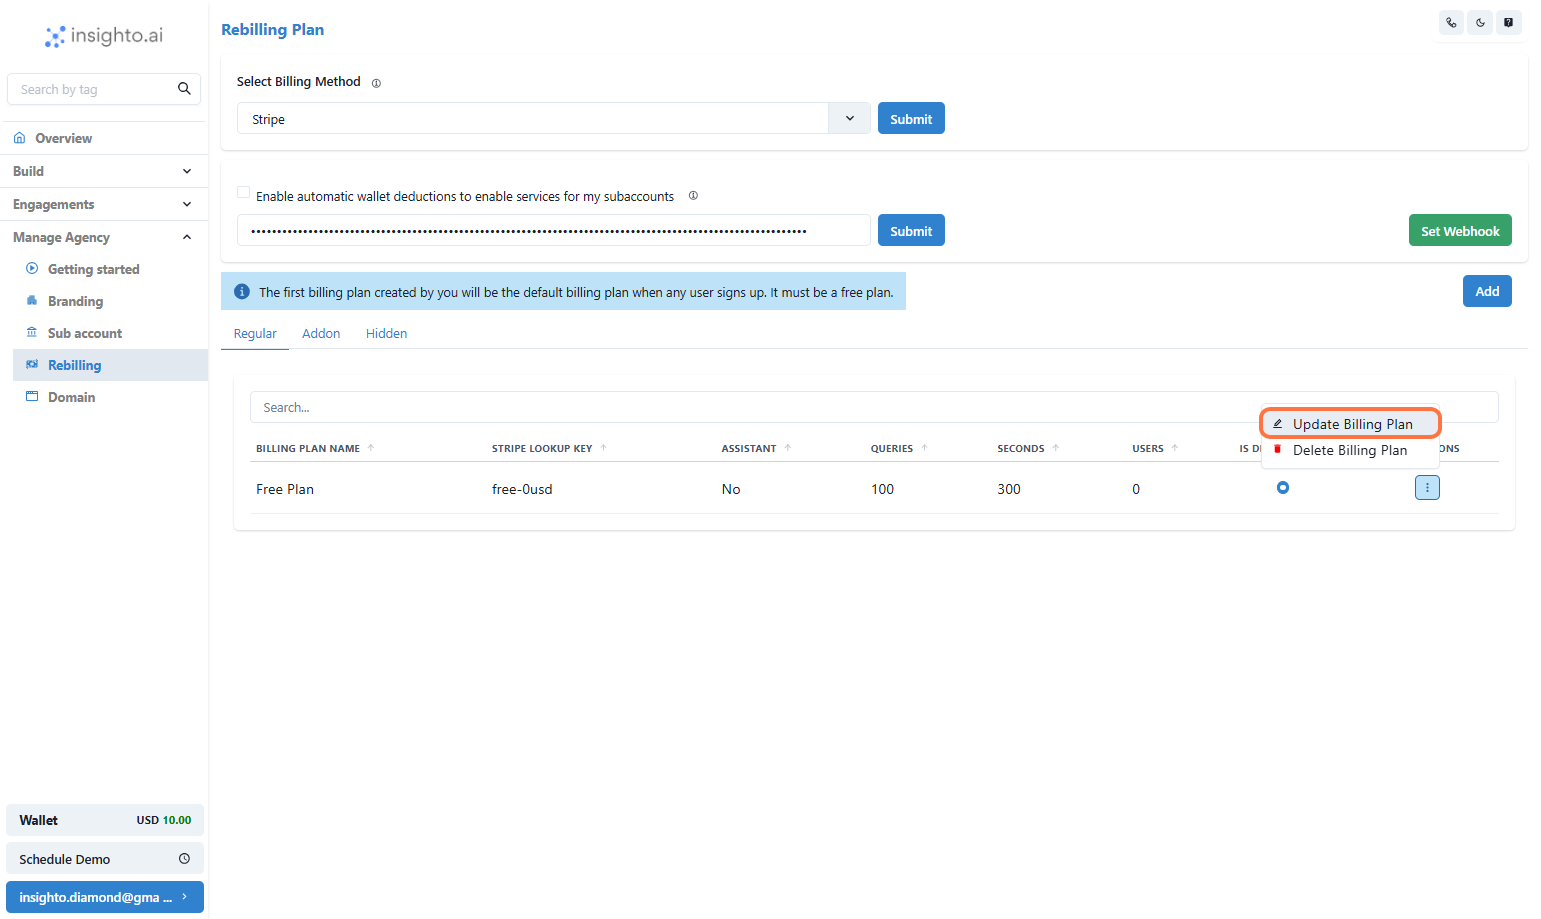 insighto.ai
Search by tag
Overview
Build
Engagements
Manage Agency
Getting started
Branding
Sub account
Rebilling
Domain
Wallet USD 10.00
Schedule Demo
insighto.diamond@gma ...
Rebilling Plan
Select Billing Method
Stripe
Submit
Enable automatic wallet deductions to enable services for my subaccounts
Submit
Set Webhook
The first billing plan created by you will be the default billing plan when any user signs up. It must be a free plan.
Add
Regular Addon Hidden
Search...
Update Billing Plan
Delete Billing Plan
BILLING PLAN NAME STRIPE LOOKUP KEY ASSISTANT QUERIES SECONDS USERS IS
Free Plan free-0usd No 100 300 0